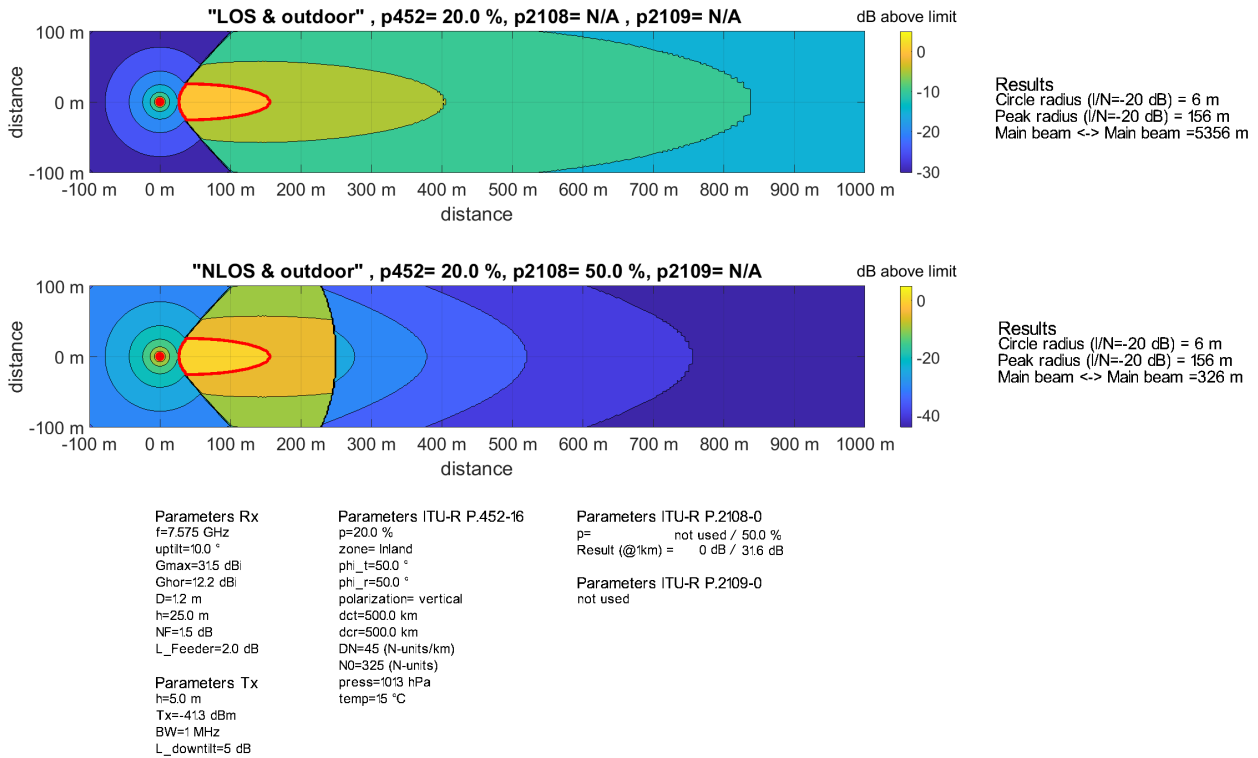 "LOS & outdoor" , p452= 20.0 %, p2108= N/A , p2109= N/A
dB above limit
100 m
0 m
-100 m
distance
-100 m 0 m 100 m 200 m 300 m 400 m 500 m 600 m 700 m 800 m 900 m 1000 m
distance
0
-10
-20
-30
Results
Circle radius (I/N=-20 dB) = 6 m
Peak radius (I/N=-20 dB) = 156 m
Main beam <-> Main beam =5356 m
"NLOS & outdoor" , p452= 20.0 %, p2108= 50.0 %, p2109= N/A
dB above limit
100 m
0 m
-100 m
distance
-100 m 0 m 100 m 200 m 300 m 400 m 500 m 600 m 700 m 800 m 900 m 1000 m
distance
0
-20
-40
Results
Circle radius (I/N=-20 dB) = 6 m
Peak radius (I/N=-20 dB) = 156 m
Main beam <-> Main beam =326 m
Parameters Rx
f=7.575 GHz
uptilt=10.0 °
Gmax=31.5 dBi
Ghor=12.2 dBi
D=1.2 m
h=25.0 m
NF=1.5 dB
L_Feeder=2.0 dB
Parameters Tx
h=5.0 m
Tx=-41.3 dBm
BW=1 MHz
L_downtilt=5 dB
Parameters ITU-R P.452-16
p=20.0 %
zone= Inland
phi_t=50.0 °
phi_r=50.0 °
polarization= vertical
dct=500.0 km
dcr=500.0 km
DN=45 (N-units/km)
N0=325 (N-units)
press=1013 hPa
temp=15 °C
Parameters ITU-R P.2108-0
p= not used / 50.0 %
Result (@1km) = 0 dB / 31.6 dB
Parameters ITU-R P.2109-0
not used